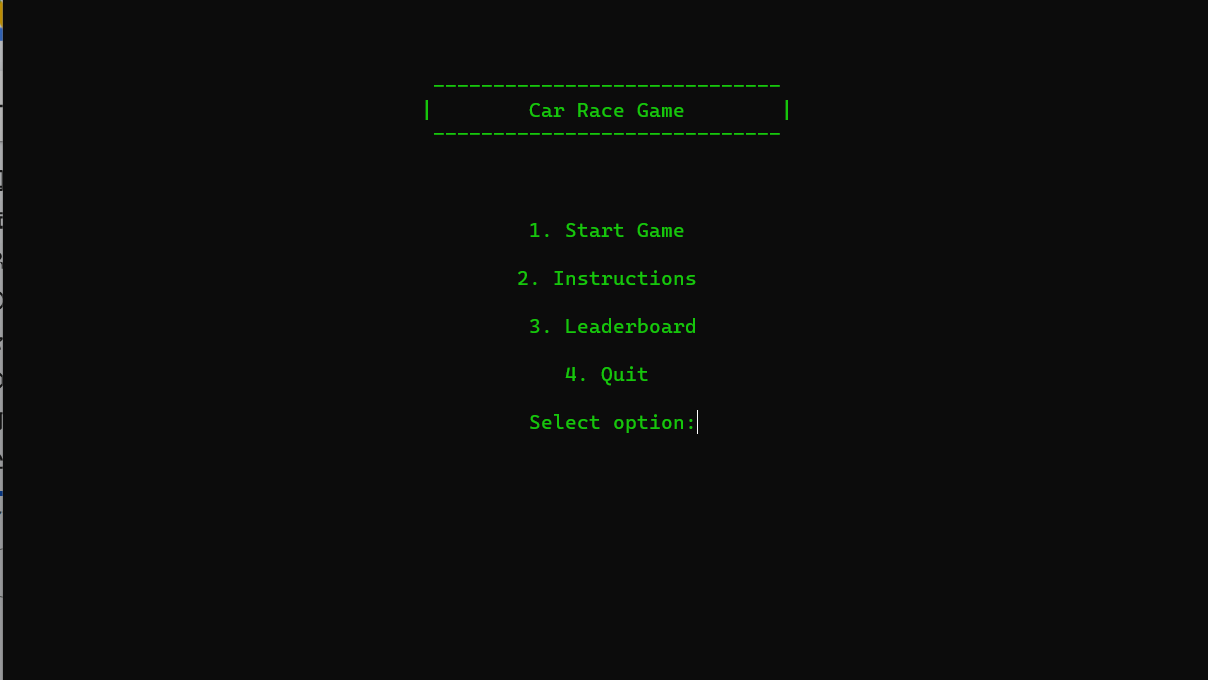 -----------------------------
| Car Race Game |
-----------------------------
1. Start Game
2. Instructions
3. Leaderboard
4. Quit
Select option: